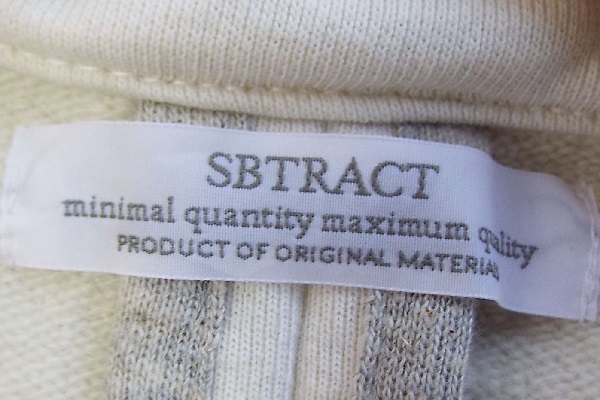 SBTRACT
minimal quantity maximum quality
PRODUCT OF ORIGINAL MATERIAL